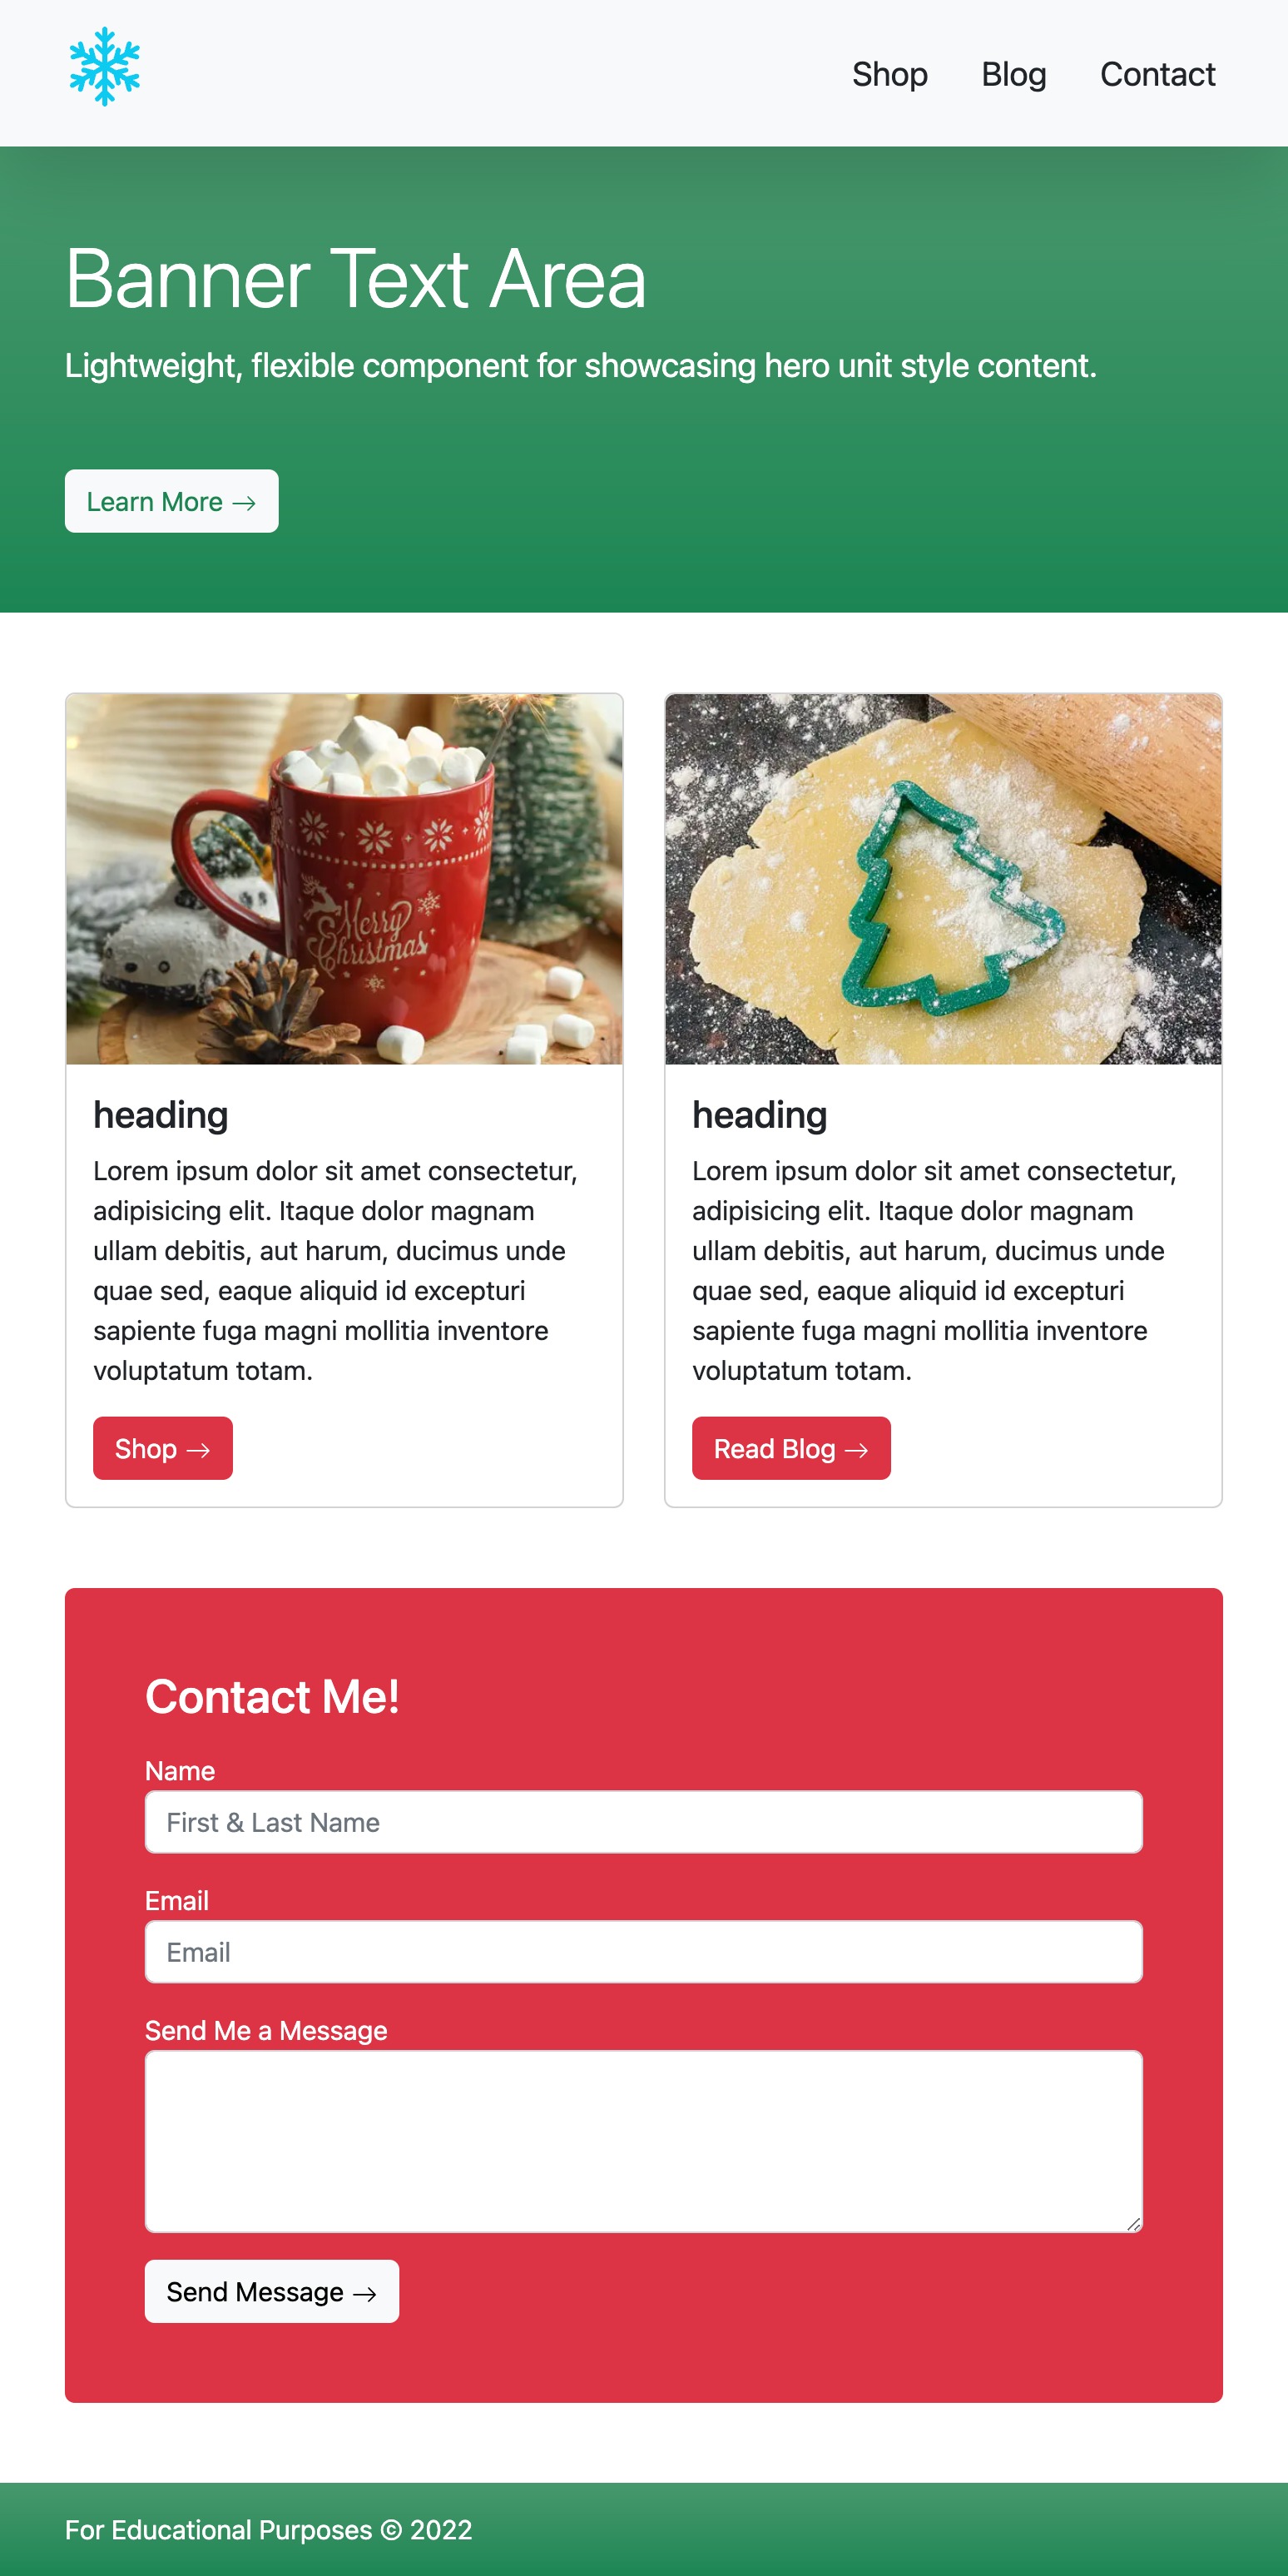 Shop Blog Contact
Banner Text Area
Lightweight, flexible component for showcasing hero unit style content.
Learn More →
Merry
Christmas
heading
Lorem ipsum dolor sit amet consectetur,
adipisicing elit. Itaque dolor magnam
ullam debitis, aut harum, ducimus unde
quae sed, eaque aliquid id excepturi
sapiente fuga magni mollitia inventore
voluptatum totam.
Shop →
heading
Lorem ipsum dolor sit amet consectetur,
adipisicing elit. Itaque dolor magnam
ullam debitis, aut harum, ducimus unde
quae sed, eaque aliquid id excepturi
sapiente fuga magni mollitia inventore
voluptatum totam.
Read Blog →
Contact Me!
Name
First & Last Name
Email
Email
Send Me a Message
Send Message →
For Educational Purposes © 2022